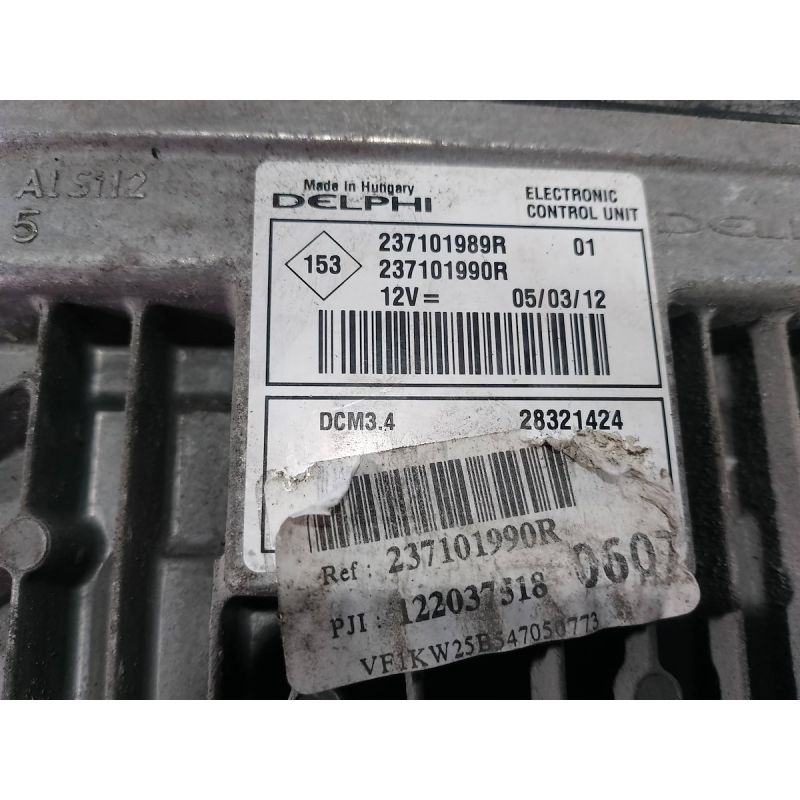 AlSi12
5
Made in Hungary
DELPHI
ELECTRONIC
CONTROL UNIT
153
237101989R 01
237101990R
12V= 05/03/12
DCM3.4 28321424
Ref : 237101990R
PJI : 122037518 0607
VF1KW25B547050773
DELPHI